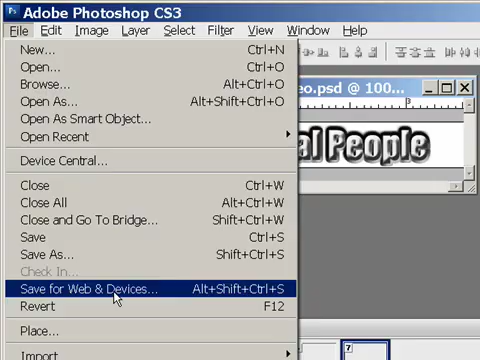 Adobe Photoshop CS3
File Edit Image Layer Select Filter View Window Help
New... Ctrl+N
Open... Ctrl+O
Browse... Alt+Ctrl+O
Open As... Alt+Shift+Ctrl+O
Open As Smart Object...
Open Recent
Device Central...
Close Ctrl+W
Close All Alt+Ctrl+W
Close and Go To Bridge... Shift+Ctrl+W
Save Ctrl+S
Save As... Shift+Ctrl+S
Check In...
Save for Web & Devices... Alt+Shift+Ctrl+S
Revert F12
Place...
Import
eo.psd @ 100...
3
al People
7